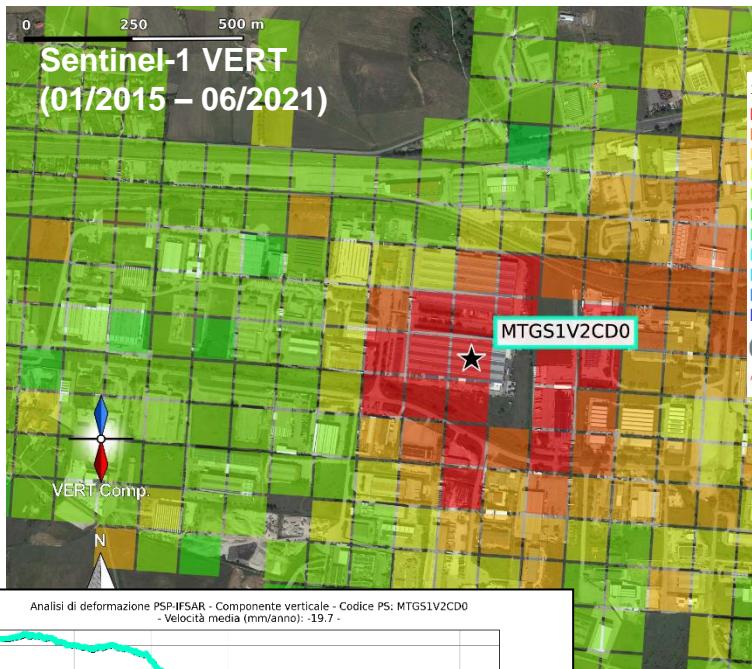 0 250 500 m
Sentinel-1 VERT
(01/2015 – 06/2021)
MTGS1V2CD0
VERT Comp.
N
Analisi di deformazione PSP-IFSAR - Componente verticale - Codice PS: MTGS1V2CD0
- Velocità media (mm/anno): -19.7 -